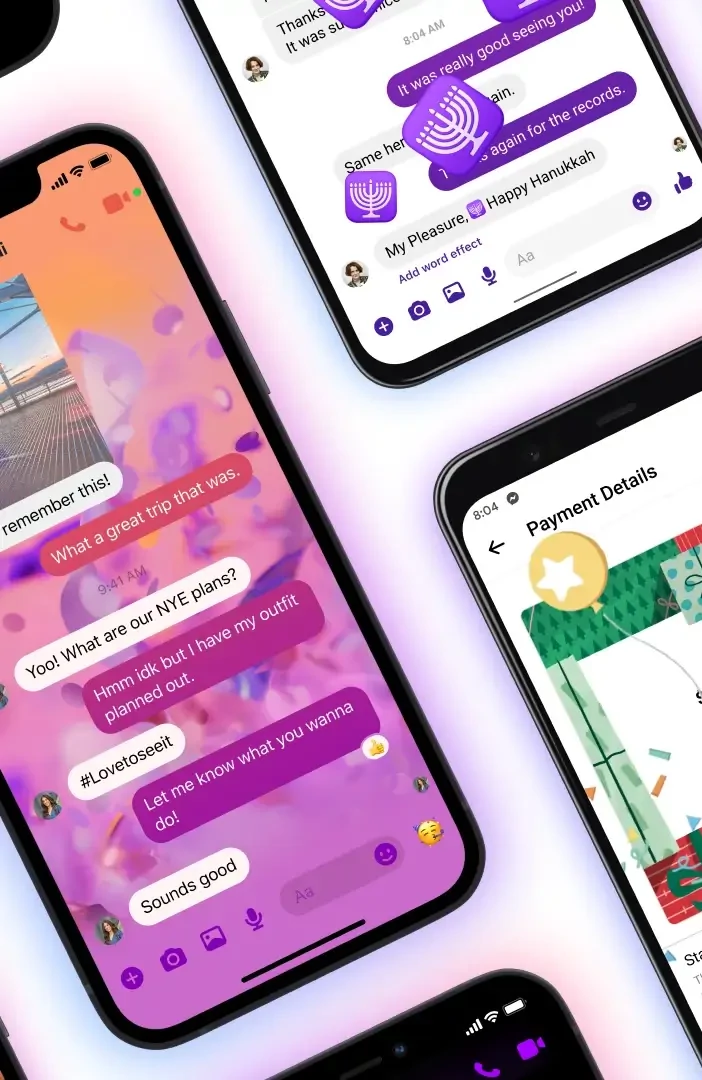 Thanks
It was su
8:04 AM
It was really good seeing you!
Same her
ain.
again for the records.
My Pleasure, Happy Hanukkah
Add word effect
Aa
remember this!
What a great trip that was.
9:41 AM
Yoo! What are our NYE plans?
Hmm idk but I have my outfit
planned out.
#Lovetoseeit
Let me know what you wanna
do!
Sounds good
Aa
8:04
Payment Details
Sta